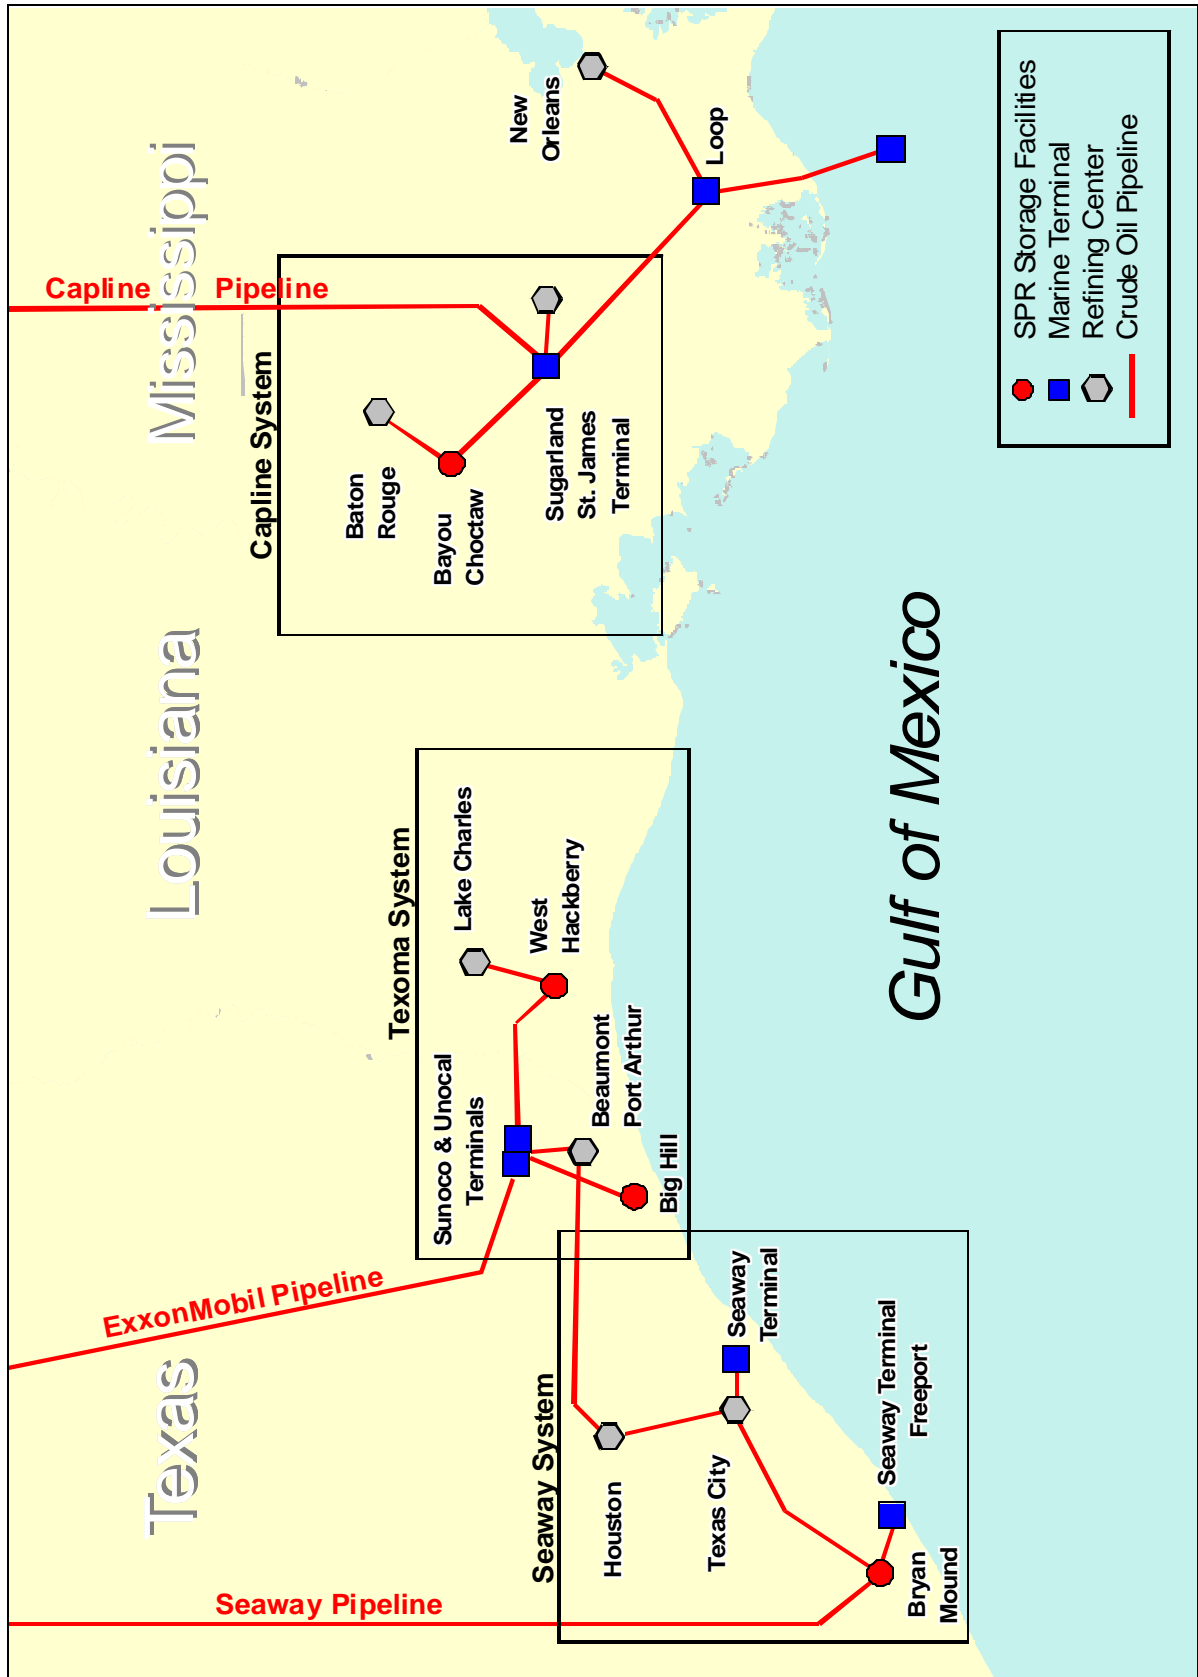 Texas
Louisiana
Mississippi
Seaway Pipeline
ExxonMobil Pipeline
Capline Pipeline
Seaway System
Houston
Texas City
Seaway
Terminal
Seaway Terminal
Freeport
Bryan
Mound
Texoma System
Sunoco & Unocal
Terminals
Lake Charles
West
Hackberry
Beaumont
Port Arthur
Big Hill
Capline System
Baton
Rouge
Bayou
Choctaw
Sugarland
St. James
Terminal
New
Orleans
Loop
Gulf of Mexico
SPR Storage Facilities
Marine Terminal
Refining Center
Crude Oil Pipeline